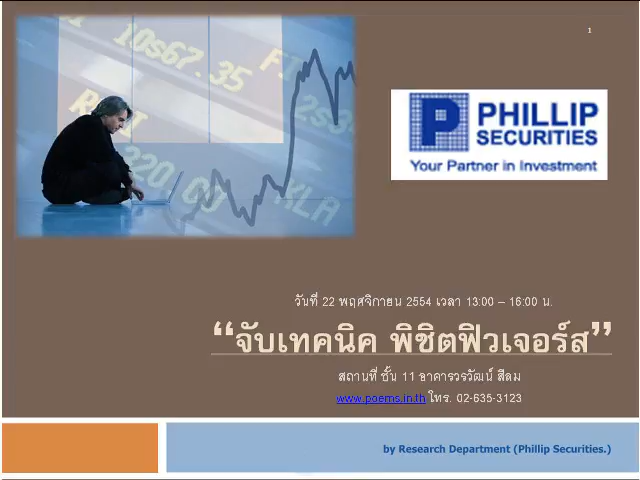 1
10s67.35
PHILLIP
SECURITIES
Your Partner in Investment
KLA
วันที่ 22 พฤศจิกายน 2554 เวลา 13:00 – 16:00 น.
“จับเทคนิค พิชิตฟิวเจอร์ส”
สถานที่ ชั้น 11 อาคารวรวัฒน์ สีลม
www.poems.in.th โทร. 02-635-3123
by Research Department (Phillip Securities.)